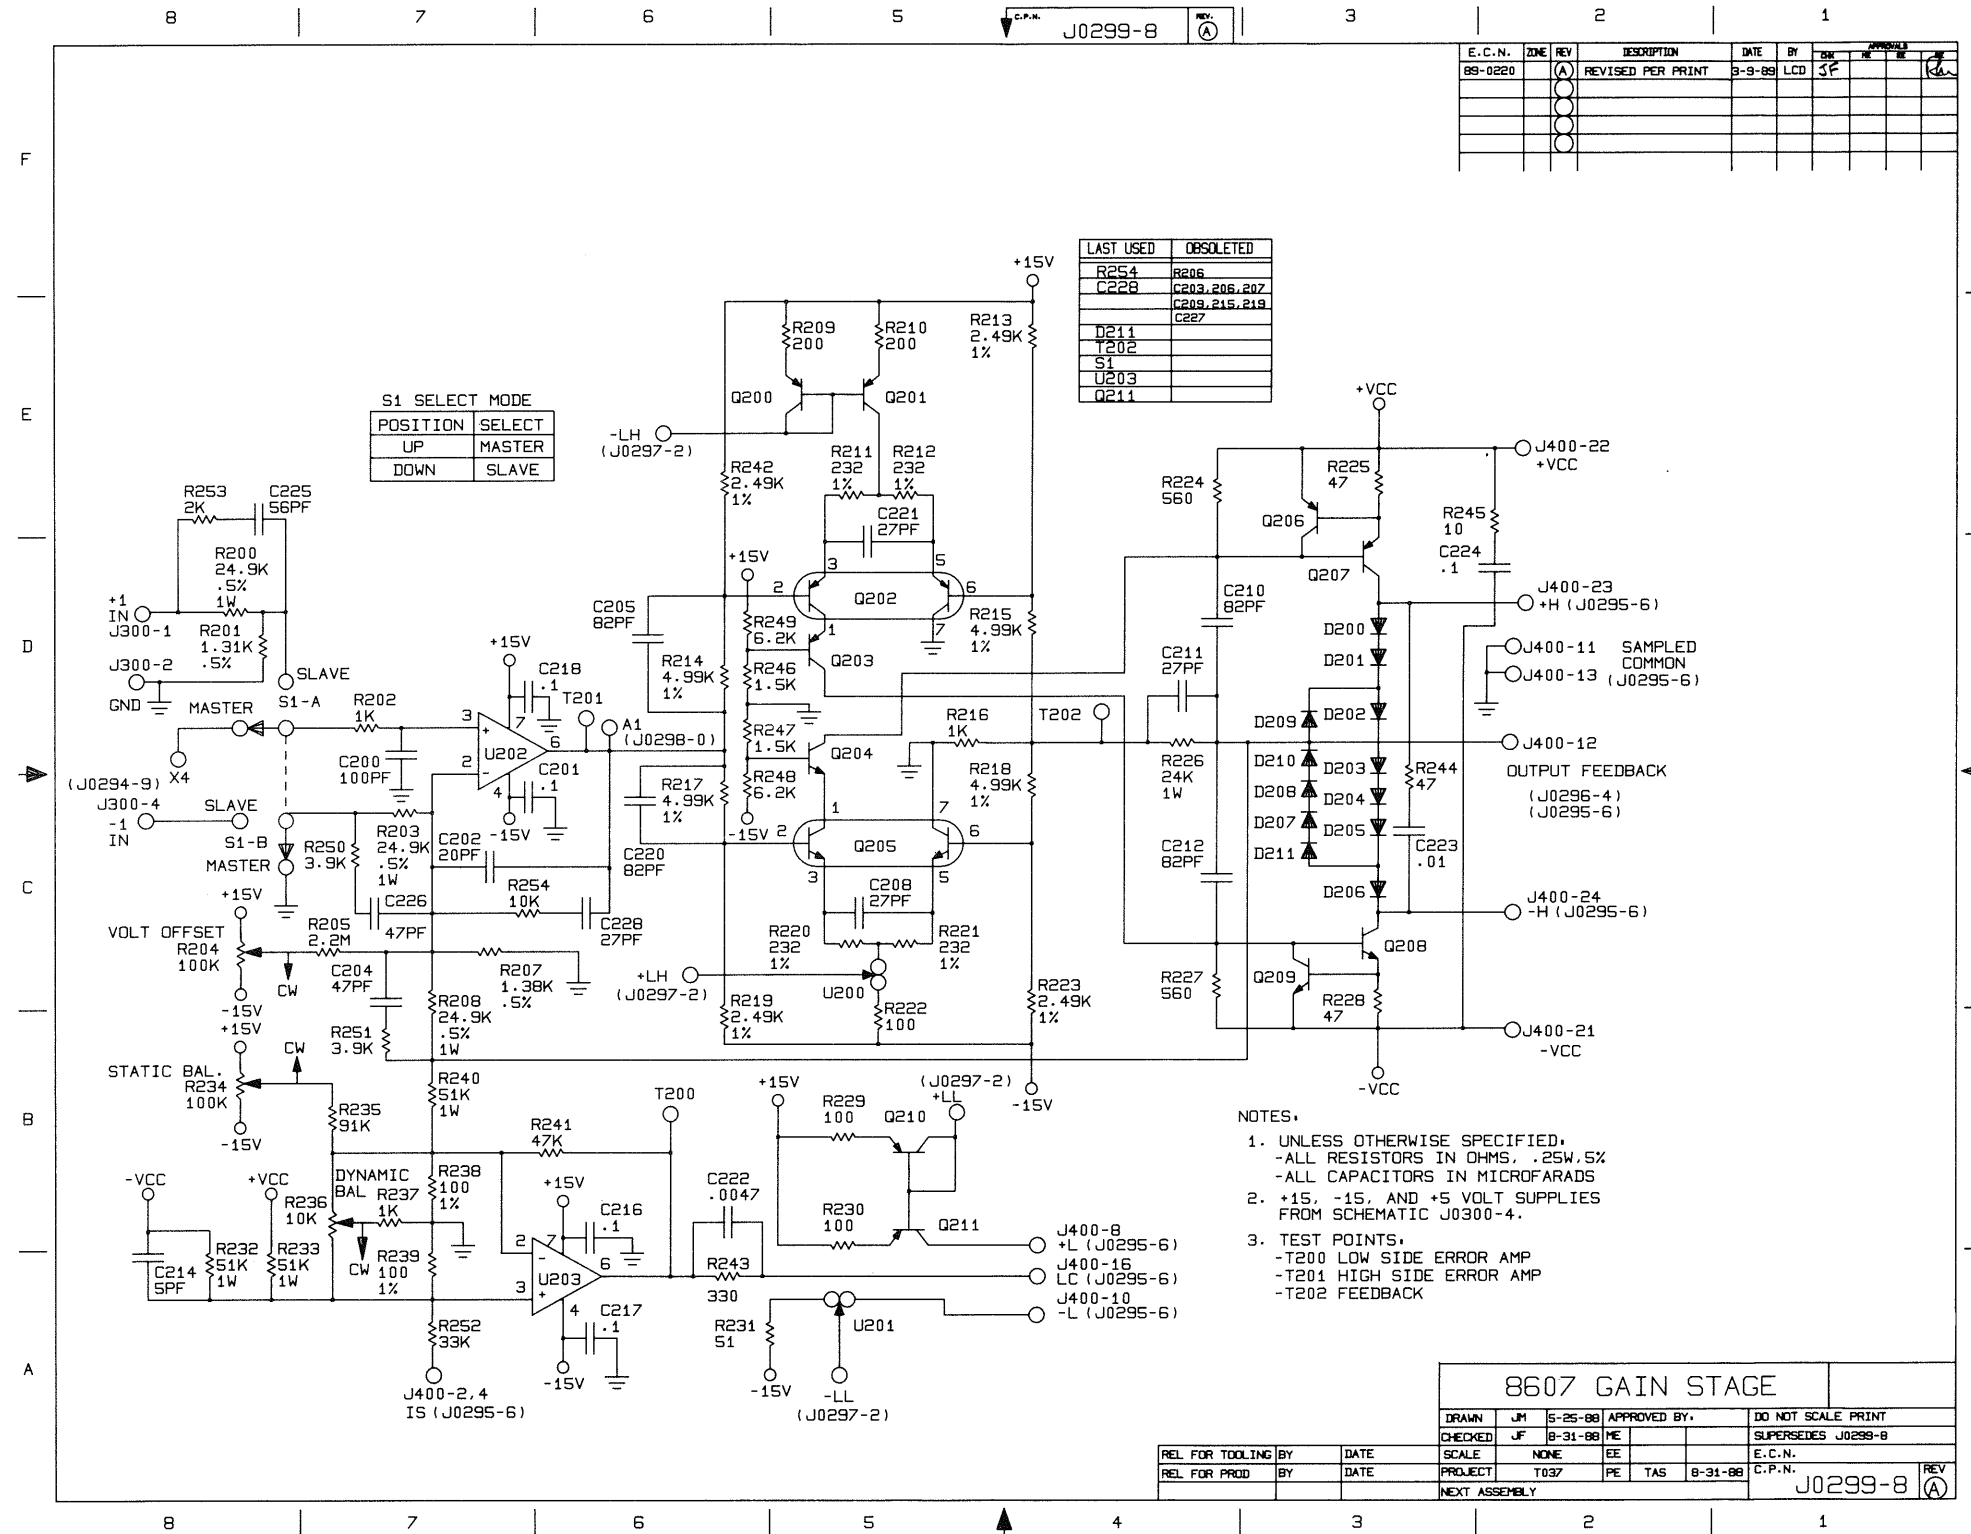 8 7 6 5 3 2 1
C.P.N. J0299-8 REV. A
E.C.N. ZONE REV DESCRIPTION DATE BY APPROVALS
89-0220 A REVISED PER PRINT 3-9-89 LCD JF
F
E
D
C
B
A
LAST USED OBSOLETED
R254 R206
C228 C203,206,207
C209,215,219
C227
D211
T202
S1
U203
Q211
S1 SELECT MODE
POSITION SELECT
UP MASTER
DOWN SLAVE
+15V
R209
200
R210
200
R213
2.49K
1%
Q200
Q201
-LH
(J0297-2)
R242
2.49K
1%
R211
232
1%
R212
232
1%
C221
27PF
+15V
3
5
2
6
Q202
1
7
C205
82PF
R249
6.2K
Q203
R215
4.99K
1%
R214
4.99K
1%
R246
1.5K
R247
1.5K
Q204
R216
1K
T202
R248
6.2K
-15V
R217
4.99K
1%
R218
4.99K
1%
C220
82PF
1
7
2
6
Q205
3
5
C208
27PF
R220
232
1%
R221
232
1%
+LH
(J0297-2)
U200
R222
100
R219
2.49K
1%
R223
2.49K
1%
-15V
+VCC
J400-22
+VCC
R224
560
R225
47
Q206
Q207
R245
10
C224
.1
J400-23
+H (J0295-6)
C210
82PF
D200
D201
J400-11
J400-13
SAMPLED
COMMON
(J0295-6)
C211
27PF
D209
D202
J400-12
OUTPUT FEEDBACK
(J0296-4)
(J0295-6)
R226
24K
1W
D210
D203
R244
47
D208
D204
D207
D205
D211
C223
.01
C212
82PF
D206
J400-24
-H (J0295-6)
Q208
Q209
R227
560
R228
47
J400-21
-VCC
-VCC
R253
2K
C225
56PF
R200
24.9K
.5%
1W
+1
IN
J300-1
R201
1.31K
.5%
J300-2
GND
SLAVE
S1-A
MASTER
R202
1K
X4
(J0294-9)
C200
100PF
J300-4
-1
IN
SLAVE
S1-B
MASTER
+15V
C218
.1
T201
A1
(J0298-0)
3
7
6
U202
2
4
+
-
C201
.1
-15V
R250
3.9K
R203
24.9K
.5%
1W
C202
20PF
R254
10K
C226
47PF
C228
27PF
+15V
VOLT OFFSET
R204
100K
-15V
CW
R205
2.2M
C204
47PF
R207
1.38K
.5%
R208
24.9K
.5%
1W
R251
3.9K
+15V
STATIC BAL.
R234
100K
-15V
CW
R235
91K
R240
51K
1W
R241
47K
T200
-VCC
+VCC
DYNAMIC
BAL
R236
10K
R237
1K
CW
R238
100
1%
R239
100
1%
C214
5PF
R232
51K
1W
R233
51K
1W
R252
33K
J400-2,4
IS (J0295-6)
+15V
C216
.1
2
7
6
U203
3
4
-
+
C217
.1
-15V
C222
.0047
R243
330
+15V
R229
100
Q210
(J0297-2)
+LL
R230
100
Q211
J400-8
+L (J0295-6)
J400-16
LC (J0295-6)
J400-10
-L (J0295-6)
R231
51
U201
-15V
-LL
(J0297-2)
NOTES:
1. UNLESS OTHERWISE SPECIFIED:
-ALL RESISTORS IN OHMS, .25W,5%
-ALL CAPACITORS IN MICROFARADS
2. +15, -15, AND +5 VOLT SUPPLIES
FROM SCHEMATIC J0300-4.
3. TEST POINTS:
-T200 LOW SIDE ERROR AMP
-T201 HIGH SIDE ERROR AMP
-T202 FEEDBACK
8607 GAIN STAGE
DRAWN JM 5-25-88 APPROVED BY: DO NOT SCALE PRINT
CHECKED JF 8-31-88 ME SUPERSEDES J0299-8
REL FOR TOOLING BY DATE SCALE NONE EE E.C.N.
REL FOR PROD BY DATE PROJECT T037 PE TAS 8-31-88 C.P.N. J0299-8 REV A
NEXT ASSEMBLY
8 7 6 5 4 3 2 1